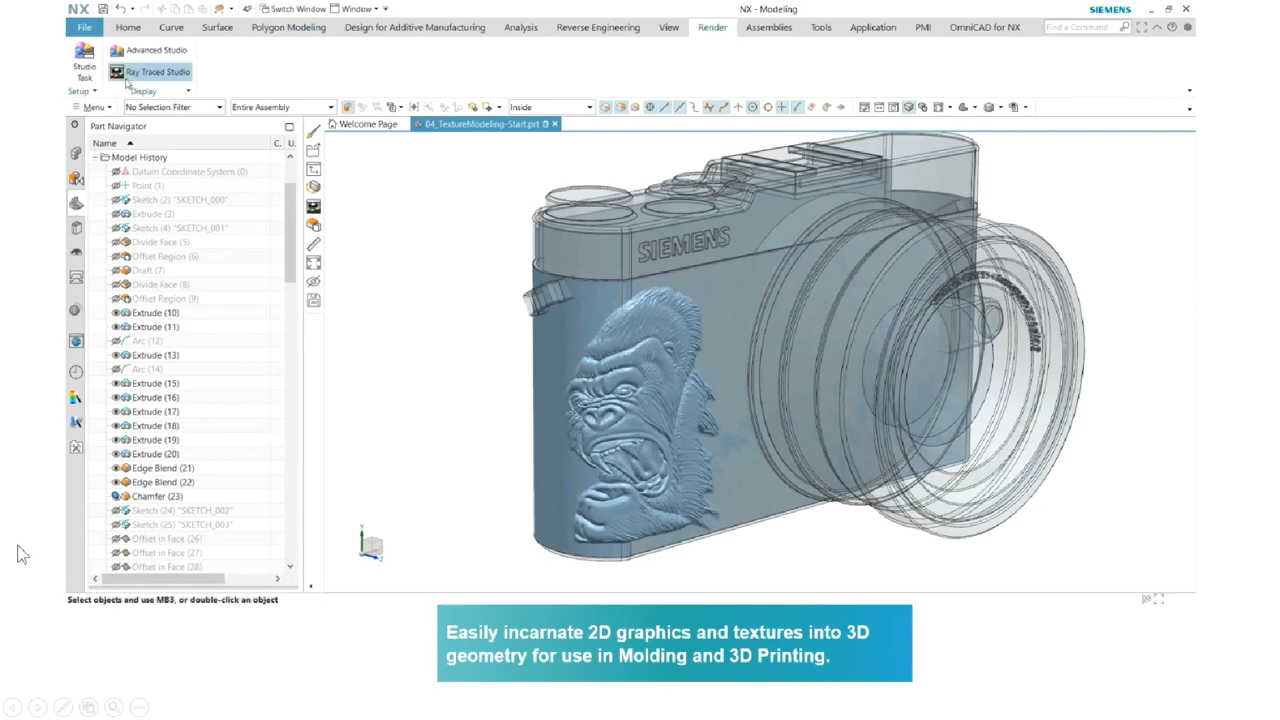 NX
Switch Window
Window
NX - Modeling
SIEMENS
File
Home
Curve
Surface
Polygon Modeling
Design for Additive Manufacturing
Analysis
Reverse Engineering
View
Render
Assemblies
Tools
Application
PMI
OmniCAD for NX
Find a Command
Studio
Task
Advanced Studio
Ray Traced Studio
Setup
Display
Menu
No Selection Filter
Entire Assembly
Inside
Part Navigator
Welcome Page
04_TextureModeling-Start.prt
Name
C.
U.
Model History
Datum Coordinate System (0)
Point (1)
Sketch (2) "SKETCH_000"
Extrude (3)
Sketch (4) "SKETCH_001"
Divide Face (5)
Offset Region (6)
Draft (7)
Divide Face (8)
Offset Region (9)
Extrude (10)
Extrude (11)
Arc (12)
Extrude (13)
Arc (14)
Extrude (15)
Extrude (16)
Extrude (17)
Extrude (18)
Extrude (19)
Extrude (20)
Edge Blend (21)
Edge Blend (22)
Chamfer (23)
Sketch (24) "SKETCH_002"
Sketch (25) "SKETCH_003"
Offset in Face (26)
Offset in Face (27)
Offset in Face (28)
SIEMENS
Select objects and use MB3, or double-click an object
Easily incarnate 2D graphics and textures into 3D
geometry for use in Molding and 3D Printing.